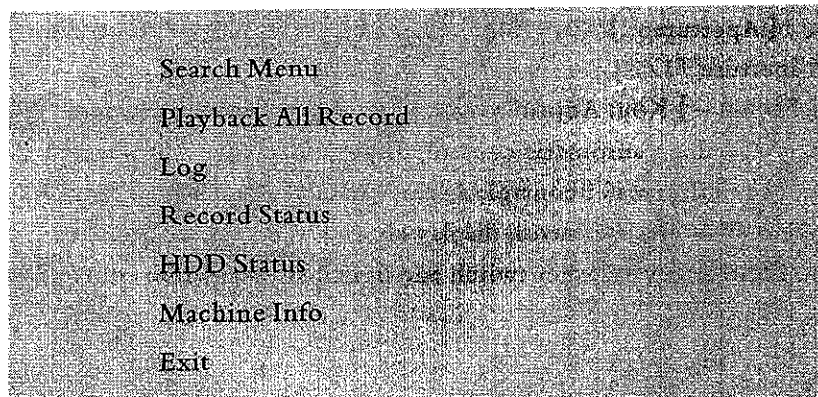 Search Menu
Playback All Record
Log
Record Status
HDD Status
Machine Info
Exit